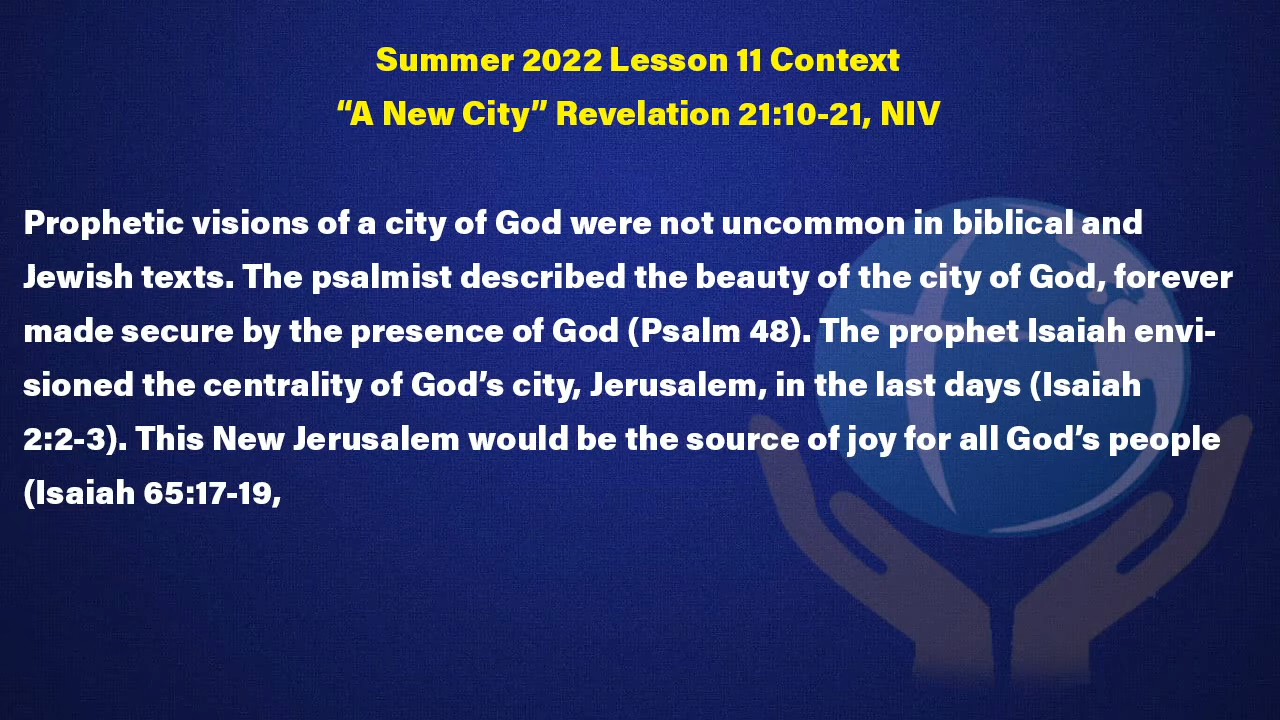 Summer 2022 Lesson 11 Context
“A New City” Revelation 21:10-21, NIV
Prophetic visions of a city of God were not uncommon in biblical and
Jewish texts. The psalmist described the beauty of the city of God, forever
made secure by the presence of God (Psalm 48). The prophet Isaiah envi-
sioned the centrality of God’s city, Jerusalem, in the last days (Isaiah
2:2-3). This New Jerusalem would be the source of joy for all God’s people
(Isaiah 65:17-19,